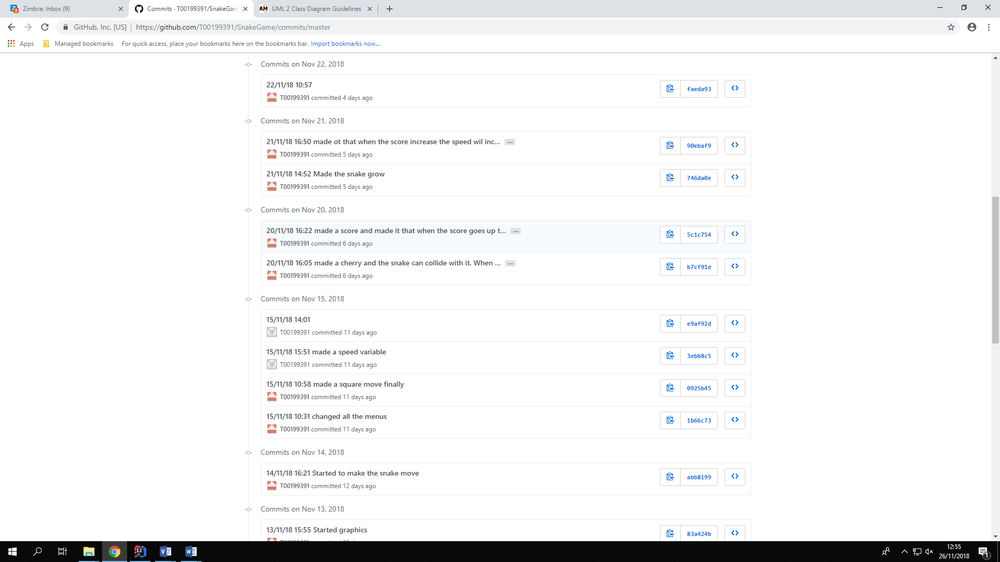 Zimbra: Inbox (9)
Commits · T00199391/SnakeGam
UML 2 Class Diagram Guidelines
GitHub, Inc. [US]
https://github.com/T00199391/SnakeGame/commits/master
Apps
Managed bookmarks
For quick access, place your bookmarks here on the bookmarks bar. Import bookmarks now...
Commits on Nov 22, 2018
22/11/18 10:57
faeda93
T00199391 committed 4 days ago
Commits on Nov 21, 2018
21/11/18 16:50 made ot that when the score increase the speed wil inc... ...
90ebaf9
T00199391 committed 5 days ago
21/11/18 14:52 Made the snake grow
746da0e
T00199391 committed 5 days ago
Commits on Nov 20, 2018
20/11/18 16:22 made a score and made it that when the score goes up t... ...
5c1c754
T00199391 committed 6 days ago
20/11/18 16:05 made a cherry and the snake can collide with it. When ... ...
b7cf91e
T00199391 committed 6 days ago
Commits on Nov 15, 2018
15/11/18 14:01
e9af92d
T00199391 committed 11 days ago
15/11/18 15:51 made a speed variable
3ebb8c5
T00199391 committed 11 days ago
15/11/18 10:58 made a square move finally
0925b45
T00199391 committed 11 days ago
15/11/18 10:31 changed all the menus
1b66c73
T00199391 committed 11 days ago
Commits on Nov 14, 2018
14/11/18 16:21 Started to make the snake move
abb8199
T00199391 committed 12 days ago
Commits on Nov 13, 2018
13/11/18 15:55 Started graphics
83a424b
12:55
26/11/2018
1